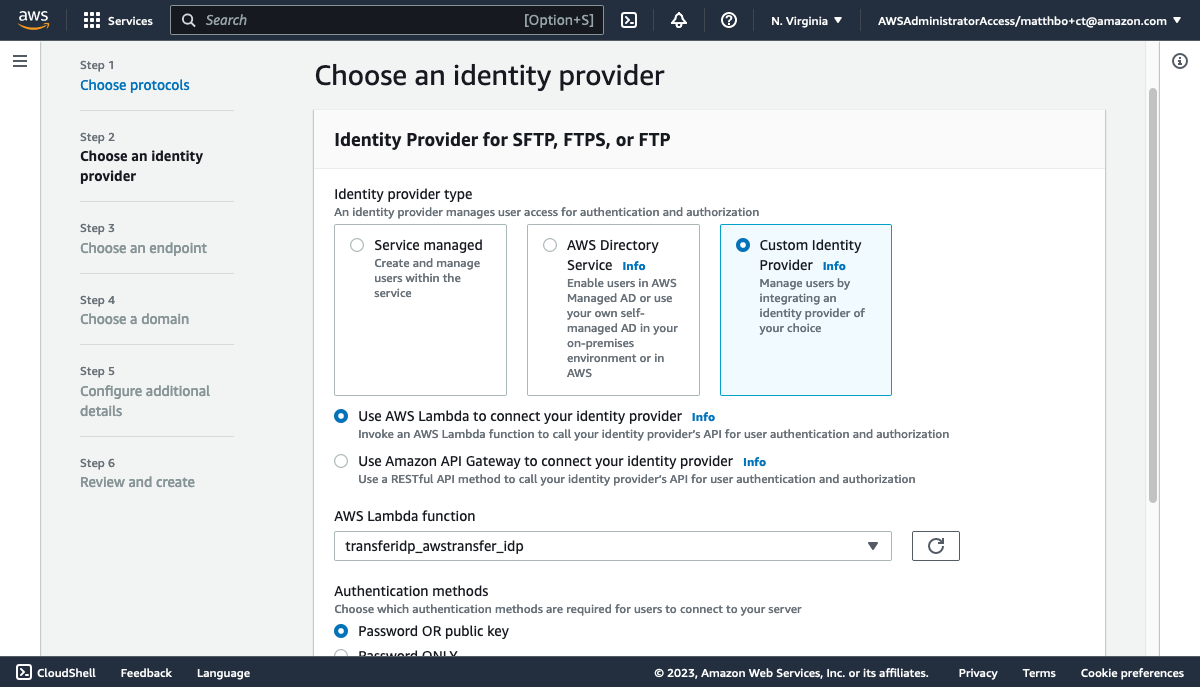 aws
Services
Search
[Option+S]
N. Virginia
AWSAdministratorAccess/matthbo+ct@amazon.com
Step 1
Choose protocols
Step 2
Choose an identity
provider
Step 3
Choose an endpoint
Step 4
Choose a domain
Step 5
Configure additional
details
Step 6
Review and create
Choose an identity provider
Identity Provider for SFTP, FTPS, or FTP
Identity provider type
An identity provider manages user access for authentication and authorization
Service managed
Create and manage
users within the
service
AWS Directory
Service Info
Enable users in AWS
Managed AD or use
your own self-
managed AD in your
on-premises
environment or in
AWS
Custom Identity
Provider Info
Manage users by
integrating an
identity provider of
your choice
Use AWS Lambda to connect your identity provider Info
Invoke an AWS Lambda function to call your identity provider's API for user authentication and authorization
Use Amazon API Gateway to connect your identity provider Info
Use a RESTful API method to call your identity provider's API for user authentication and authorization
AWS Lambda function
transferidp_awstransfer_idp
Authentication methods
Choose which authentication methods are required for users to connect to your server
Password OR public key
Password ONLY
CloudShell
Feedback
Language
© 2023, Amazon Web Services, Inc. or its affiliates.
Privacy
Terms
Cookie preferences